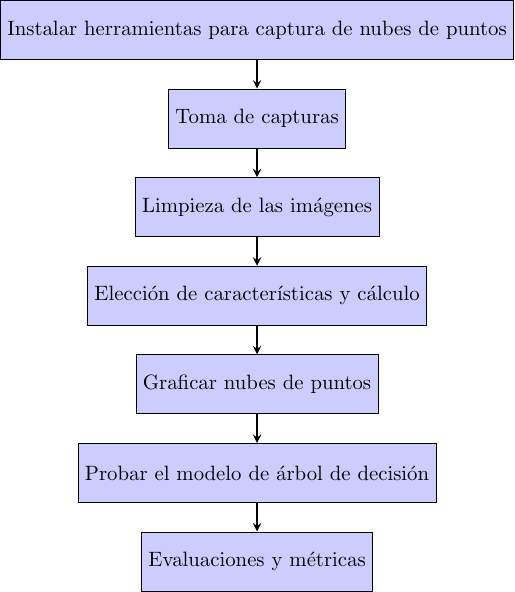 Instalar herramientas para captura de nubes de puntos
Toma de capturas
Limpieza de las imágenes
Elección de características y cálculo
Graficar nubes de puntos
Probar el modelo de árbol de decisión
Evaluaciones y métricas